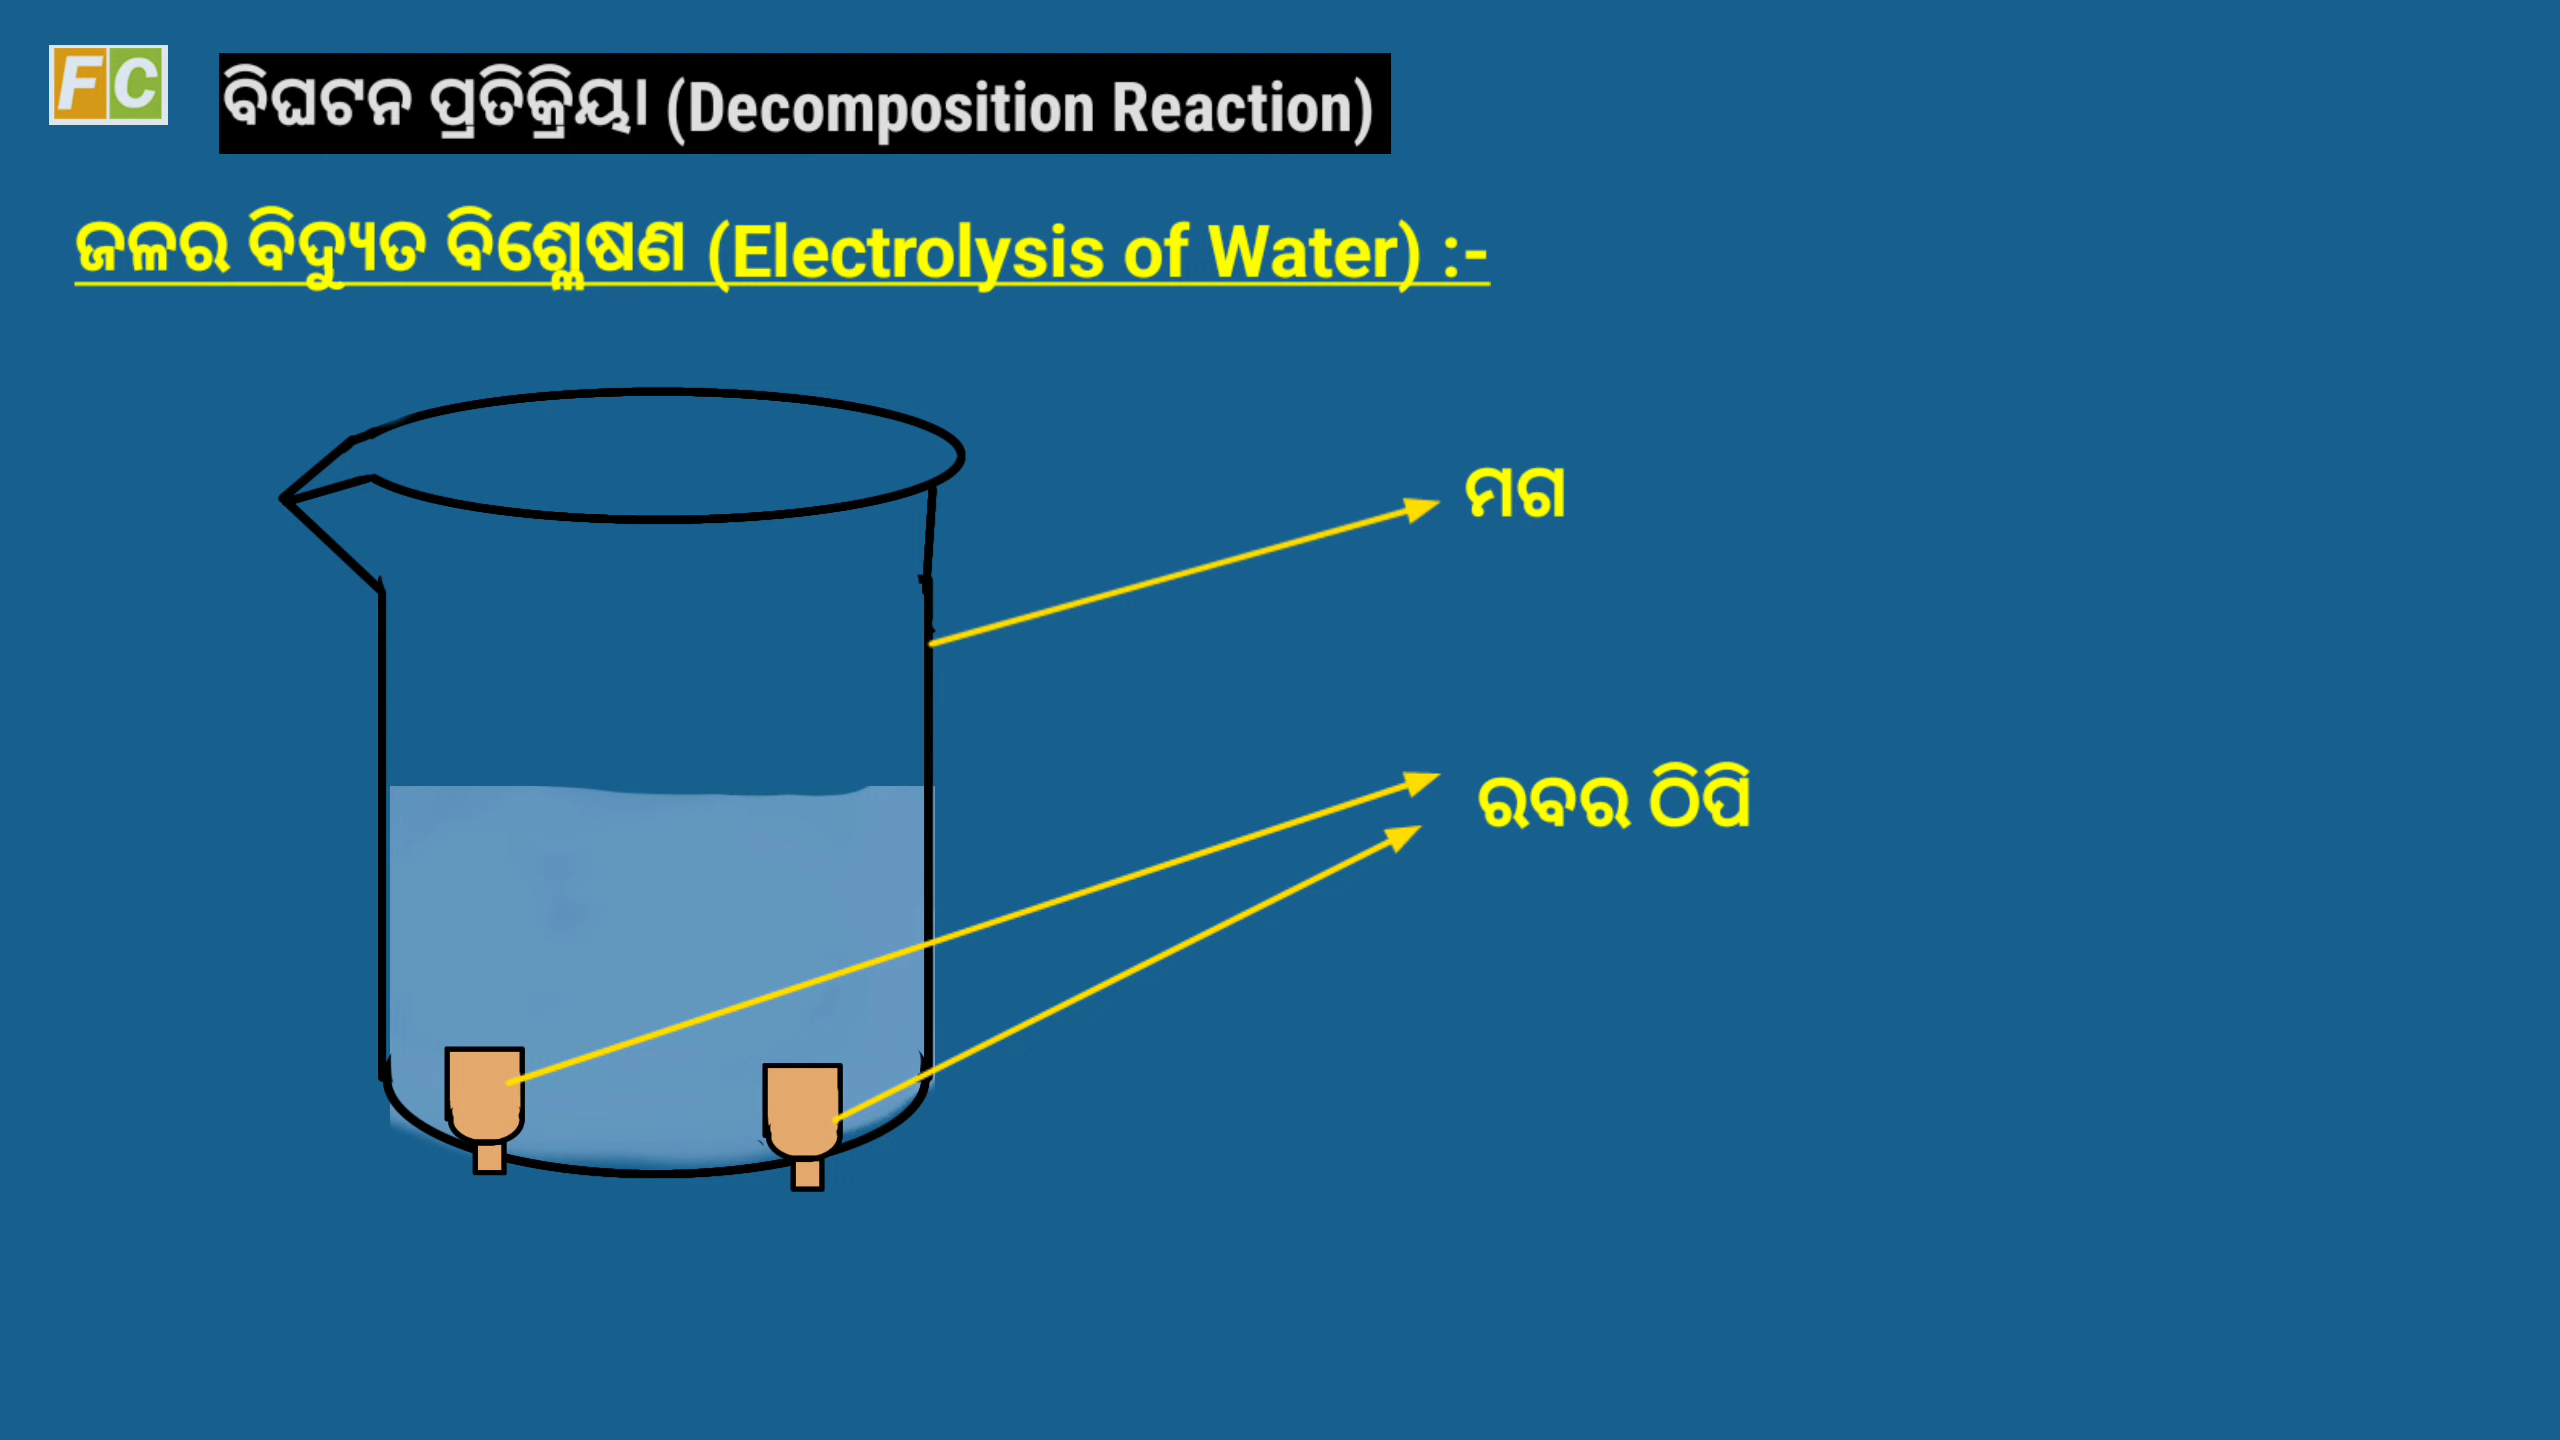 FC
ବିଘଟନ ପ୍ରତିକ୍ରିୟା (Decomposition Reaction)
ଜଳର ବିଦ୍ୟୁତ ବିଶ୍ଳେଷଣ (Electrolysis of Water) :-
ମଗ
ରବର ଠିପି